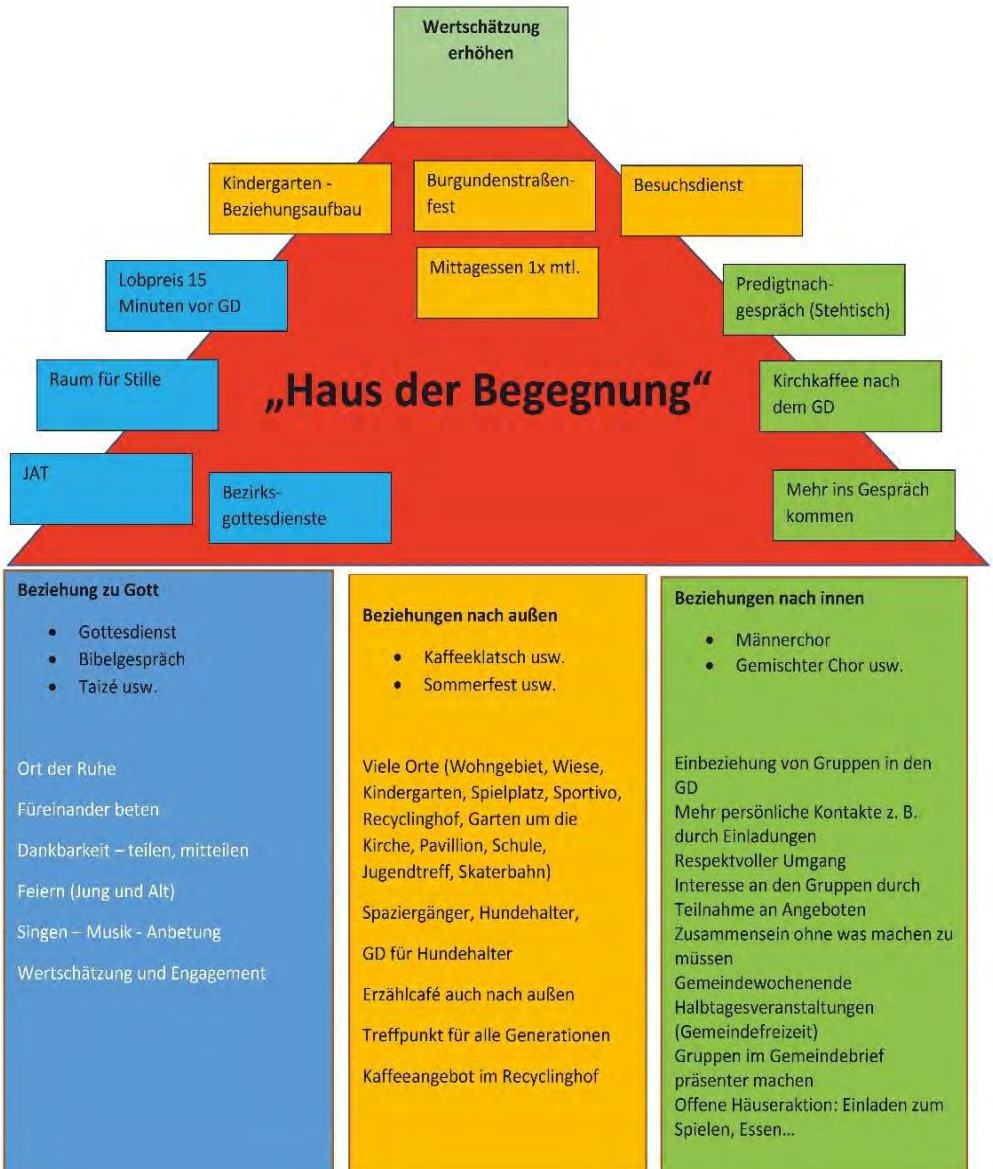 Wertschätzung
erhöhen
Kindergarten -
Beziehungsaufbau
Burgundenstraßen-
fest
Besuchsdienst
Mittagessen 1x mtl.
Lobpreis 15
Minuten vor GD
Predigtnach-
gespräch (Stehtisch)
Raum für Stille
„Haus der Begegnung“
Kirchkaffee nach
dem GD
JAT
Bezirks-
gottesdienste
Mehr ins Gespräch
kommen
Beziehung zu Gott
• Gottesdienst
• Bibelgespräch
• Taizé usw.
Ort der Ruhe
Füreinander beten
Dankbarkeit – teilen, mitteilen
Feiern (Jung und Alt)
Singen – Musik - Anbetung
Wertschätzung und Engagement
Beziehungen nach außen
• Kaffeeklatsch usw.
• Sommerfest usw.
Viele Orte (Wohngebiet, Wiese,
Kindergarten, Spielplatz, Sportivo,
Recyclinghof, Garten um die
Kirche, Pavillion, Schule,
Jugendtreff, Skaterbahn)
Spaziergänger, Hundehalter,
GD für Hundehalter
Erzählcafé auch nach außen
Treffpunkt für alle Generationen
Kaffeeangebot im Recyclinghof
Beziehungen nach innen
• Männerchor
• Gemischter Chor usw.
Einbeziehung von Gruppen in den
GD
Mehr persönliche Kontakte z. B.
durch Einladungen
Respektvoller Umgang
Interesse an den Gruppen durch
Teilnahme an Angeboten
Zusammensein ohne was machen zu
müssen
Gemeindewochenende
Halbtagesveranstaltungen
(Gemeindefreizeit)
Gruppen im Gemeindebrief
präsenter machen
Offene Häuseraktion: Einladen zum
Spielen, Essen...